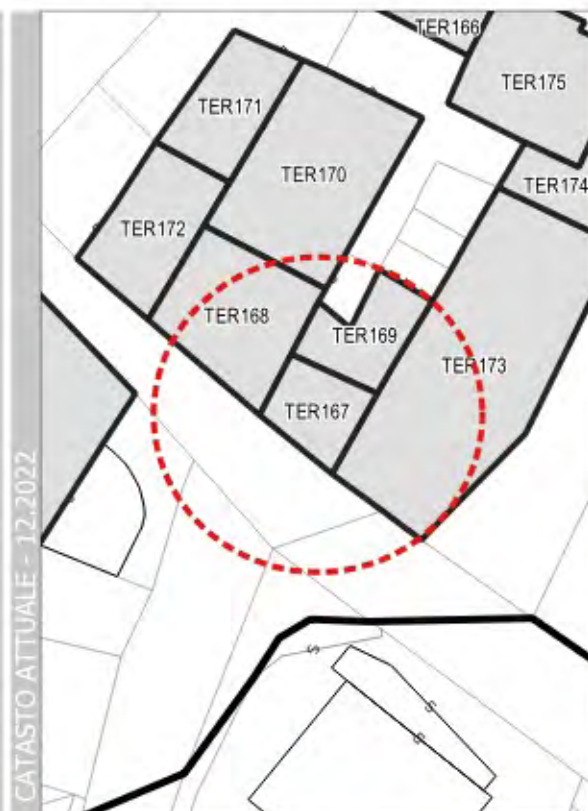 CATASTO ATTUALE - 12.2022
TER166
TER175
TER171
TER170
TER174
TER172
TER168
TER169
TER173
TER167
S
S
S